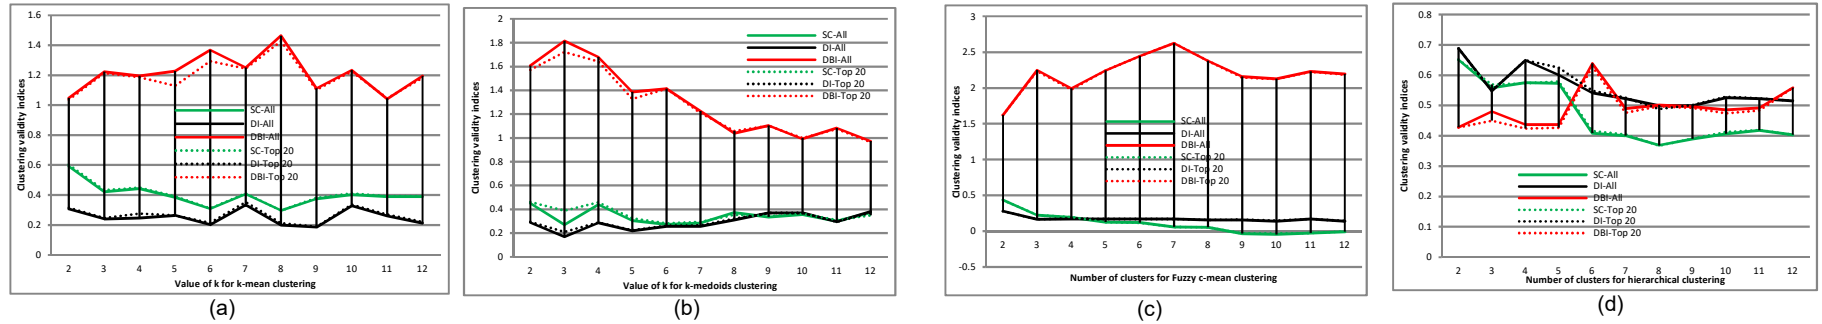 Clustering validity indices
1.6
1.4
1.2
1
0.8
0.6
0.4
0.2
0
SC-All
DI-All
DBI-All
SC-Top 20
DI-Top 20
DBI-Top 20
2 3 4 5 6 7 8 9 10 11 12
Value of k for k-mean clustering
(a)
Clustering validity indices
2
1.8
1.6
1.4
1.2
1
0.8
0.6
0.4
0.2
0
SC-All
DI-All
DBI-All
SC-Top 20
DI-Top 20
DBI-Top 20
2 3 4 5 6 7 8 9 10 11 12
Value of k for k-medoids clustering
(b)
Clustering validity indices
3
2.5
2
1.5
1
0.5
0
-0.5
SC-All
DI-All
DBI-All
SC-Top 20
DI-Top 20
DBI-Top 20
2 3 4 5 6 7 8 9 10 11 12
Number of clusters for Fuzzy c-mean clustering
(c)
Clustering validity indices
0.8
0.7
0.6
0.5
0.4
0.3
0.2
0.1
0
SC-All
DI-All
DBI-All
SC-Top 20
DI-Top 20
DBI-Top 20
2 3 4 5 6 7 8 9 10 11 12
Number of clusters for hierarchical clustering
(d)